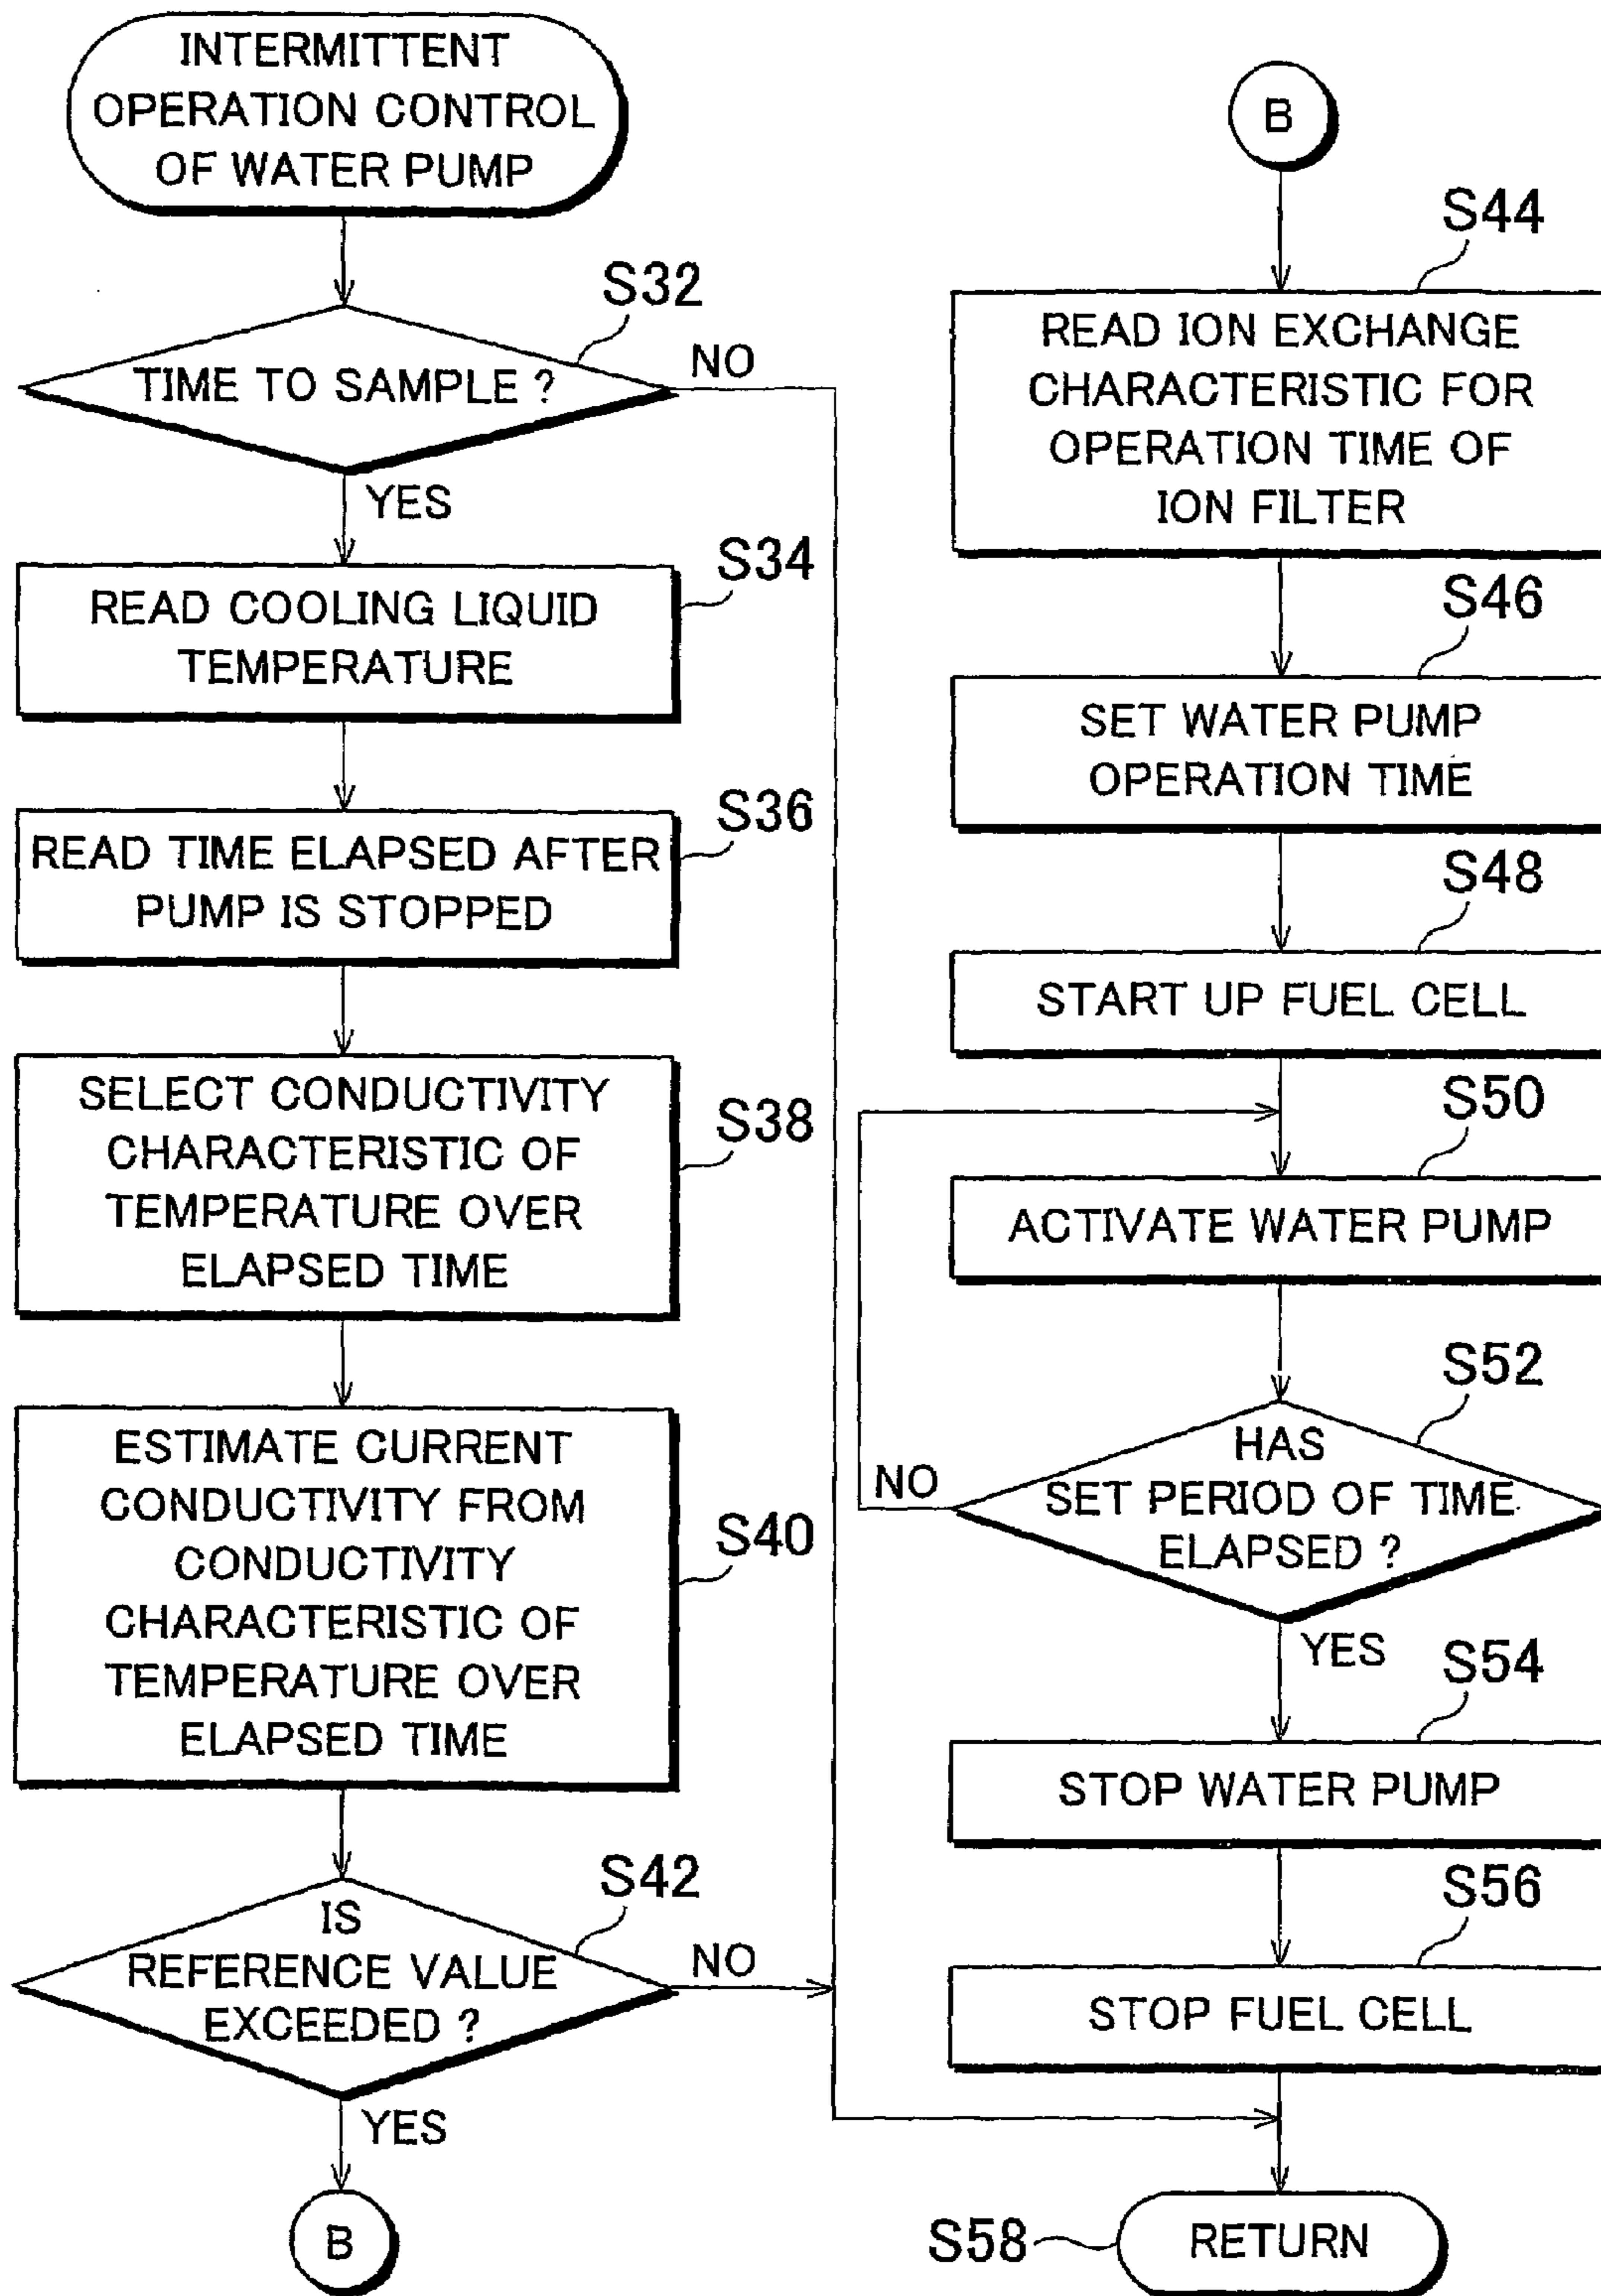 INTERMITTENT
OPERATION CONTROL
OF WATER PUMP
S32
TIME TO SAMPLE ?
NO
YES
S34
READ COOLING LIQUID
TEMPERATURE
S36
READ TIME ELAPSED AFTER
PUMP IS STOPPED
S38
SELECT CONDUCTIVITY
CHARACTERISTIC OF
TEMPERATURE OVER
ELAPSED TIME
S40
ESTIMATE CURRENT
CONDUCTIVITY FROM
CONDUCTIVITY
CHARACTERISTIC OF
TEMPERATURE OVER
ELAPSED TIME
S42
IS
REFERENCE VALUE
EXCEEDED ?
NO
YES
B
B
S44
READ ION EXCHANGE
CHARACTERISTIC FOR
OPERATION TIME OF
ION FILTER
S46
SET WATER PUMP
OPERATION TIME
S48
START UP FUEL CELL
S50
ACTIVATE WATER PUMP
S52
HAS
SET PERIOD OF TIME
ELAPSED ?
NO
YES
S54
STOP WATER PUMP
S56
STOP FUEL CELL
S58
RETURN